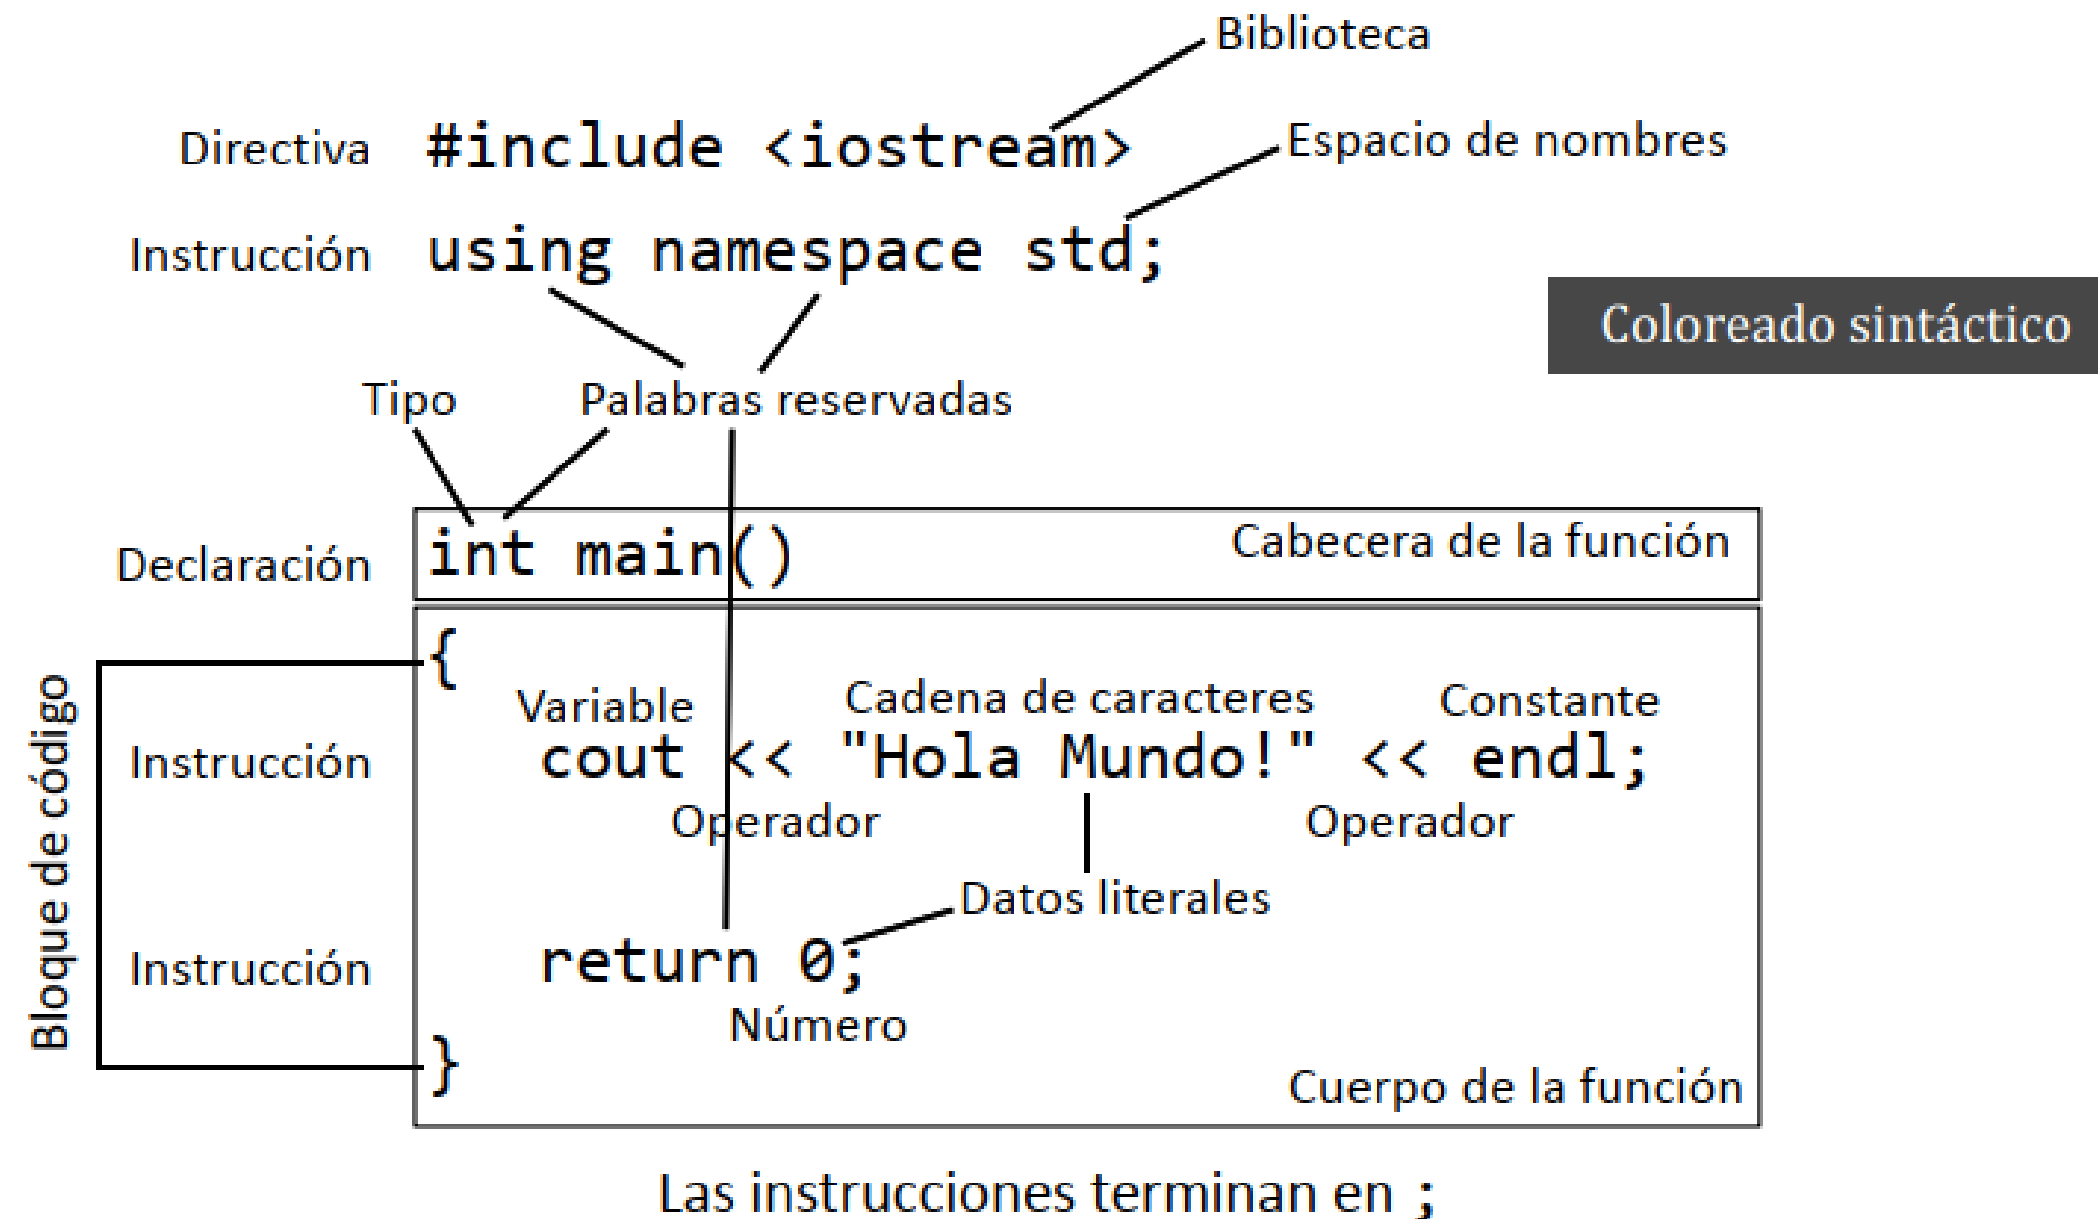 Biblioteca
Directiva #include <iostream>
Espacio de nombres
Instrucción using namespace std;
Coloreado sintáctico
Tipo Palabras reservadas
Declaración int main() Cabecera de la función
{
Bloque de código
Variable Cadena de caracteres Constante
Instrucción cout << "Hola Mundo!" << endl;
Operador Operador
Datos literales
Instrucción return 0;
Número
}
Cuerpo de la función
Las instrucciones terminan en ;